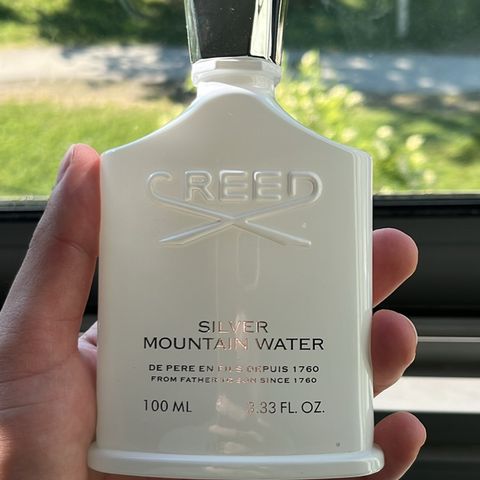 CREED
SILVER
MOUNTAIN WATER
DE PERE EN FILS DEPUIS 1760
FROM FATHER TO SON SINCE 1760
100 ML 3.33 FL. OZ.